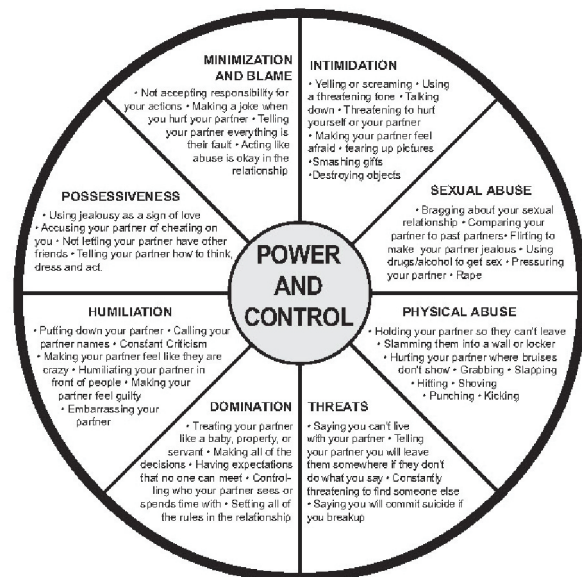 MINIMIZATION
AND BLAME
• Not accepting responsibility for
your actions • Making a joke when
you hurt your partner • Telling
your partner everything is
their fault • Acting like
abuse is okay in the
relationship
INTIMIDATION
• Yelling or screaming • Using
a threatening tone • Talking
down • Threatening to hurt
yourself or your partner
• Making your partner feel
afraid • tearing up pictures
• Smashing gifts
• Destroying objects
POSSESSIVENESS
• Using jealousy as a sign of love
• Accusing your partner of cheating on
you • Not letting your partner have other
friends • Telling your partner how to think,
dress and act.
SEXUAL ABUSE
• Bragging about your sexual
relationship • Comparing your
partner to past partners • Flirting to
make your partner jealous • Using
drugs/alcohol to get sex • Pressuring
your partner • Rape
POWER
AND
CONTROL
HUMILIATION
• Putting down your partner • Calling your
partner names • Constant Criticism
• Making your partner feel like they are
crazy • Humiliating your partner in
front of people • Making your
partner feel guilty
• Embarrassing your
partner
PHYSICAL ABUSE
• Holding your partner so they can't leave
• Slamming them into a wall or locker
• Hurting your partner where bruises
don't show • Grabbing • Slapping
• Hitting • Shoving
• Punching • Kicking
DOMINATION
• Treating your partner
like a baby, property, or
servant • Making all of the
decisions • Having expectations
that no one can meet • Control-
ling who your partner sees or
spends time with • Setting all of
the rules in the relationship
THREATS
• Saying you can't live
with your partner • Telling
your partner you will leave
them somewhere if they don't
do what you say • Constantly
threatening to find someone else
• Saying you will commit suicide if
you breakup